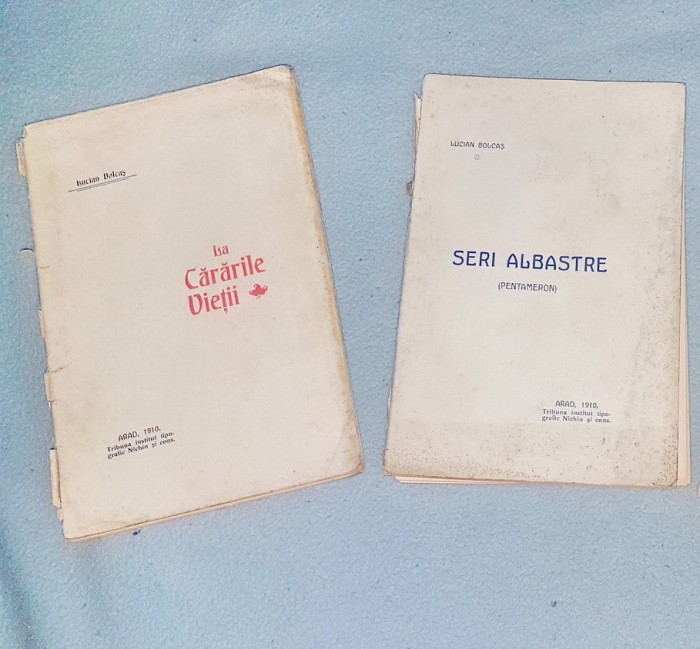 Lucian Bolcaș
La
Cărările
Vieții
ARAD, 1910.
Tribuna institut tipo-
grafic Nichin și cons.
LUCIAN BOLCAȘ
SERI ALBASTRE
(PENTAMERON)
ARAD, 1910.
Tribuna institut tipo-
grafic Nichin și cons.